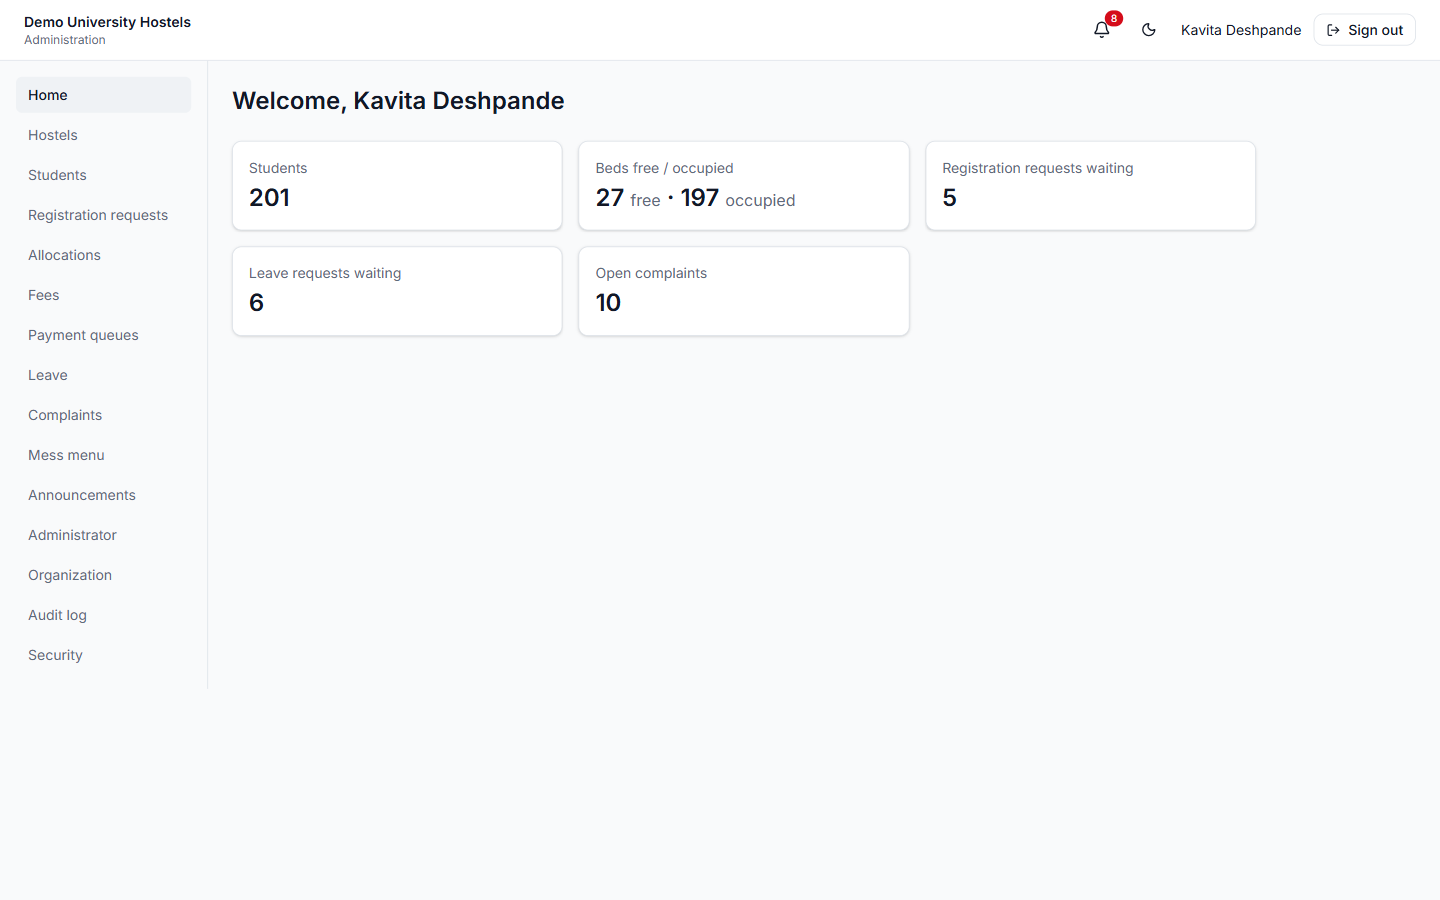 Demo University Hostels
Administration
8
Kavita Deshpande
Sign out
Home
Hostels
Students
Registration requests
Allocations
Fees
Payment queues
Leave
Complaints
Mess menu
Announcements
Administrator
Organization
Audit log
Security
Welcome, Kavita Deshpande
Students
201
Beds free / occupied
27 free · 197 occupied
Registration requests waiting
5
Leave requests waiting
6
Open complaints
10